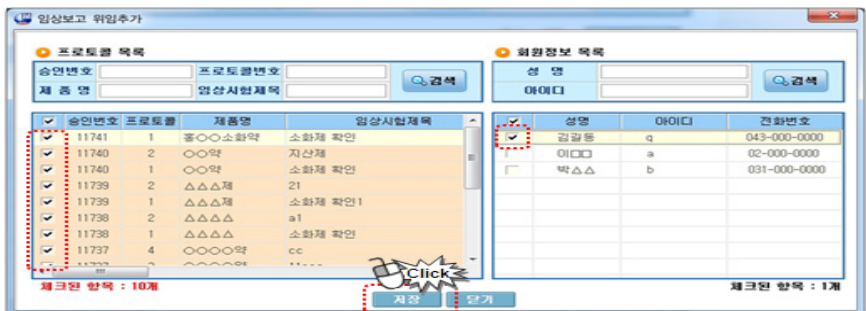 임상보고 위임추가
프로토콜 목록
승인번호 프로토콜번호 검색
제 품 명 임상시험제목
승인번호 프로토콜 제품명 임상시험제목
11741 1 홍○○소화약 소화제 확인
11740 2 ○○약 지산제
11740 1 ○○약 소화제 확인
11739 2 △△△제 21
11739 1 △△△제 소화제 확인1
11738 2 △△△△ a1
11738 1 △△△△ 소화제 확인
11737 4 ○○○○약 cc
체크된 항목 : 10개
회원정보 목록
성 명 검색
아이디
성명 아이디 전화번호
김길동 q 043-000-0000
이□□ a 02-000-0000
박△△ b 031-000-0000
체크된 항목 : 1개
Click
저장 닫기